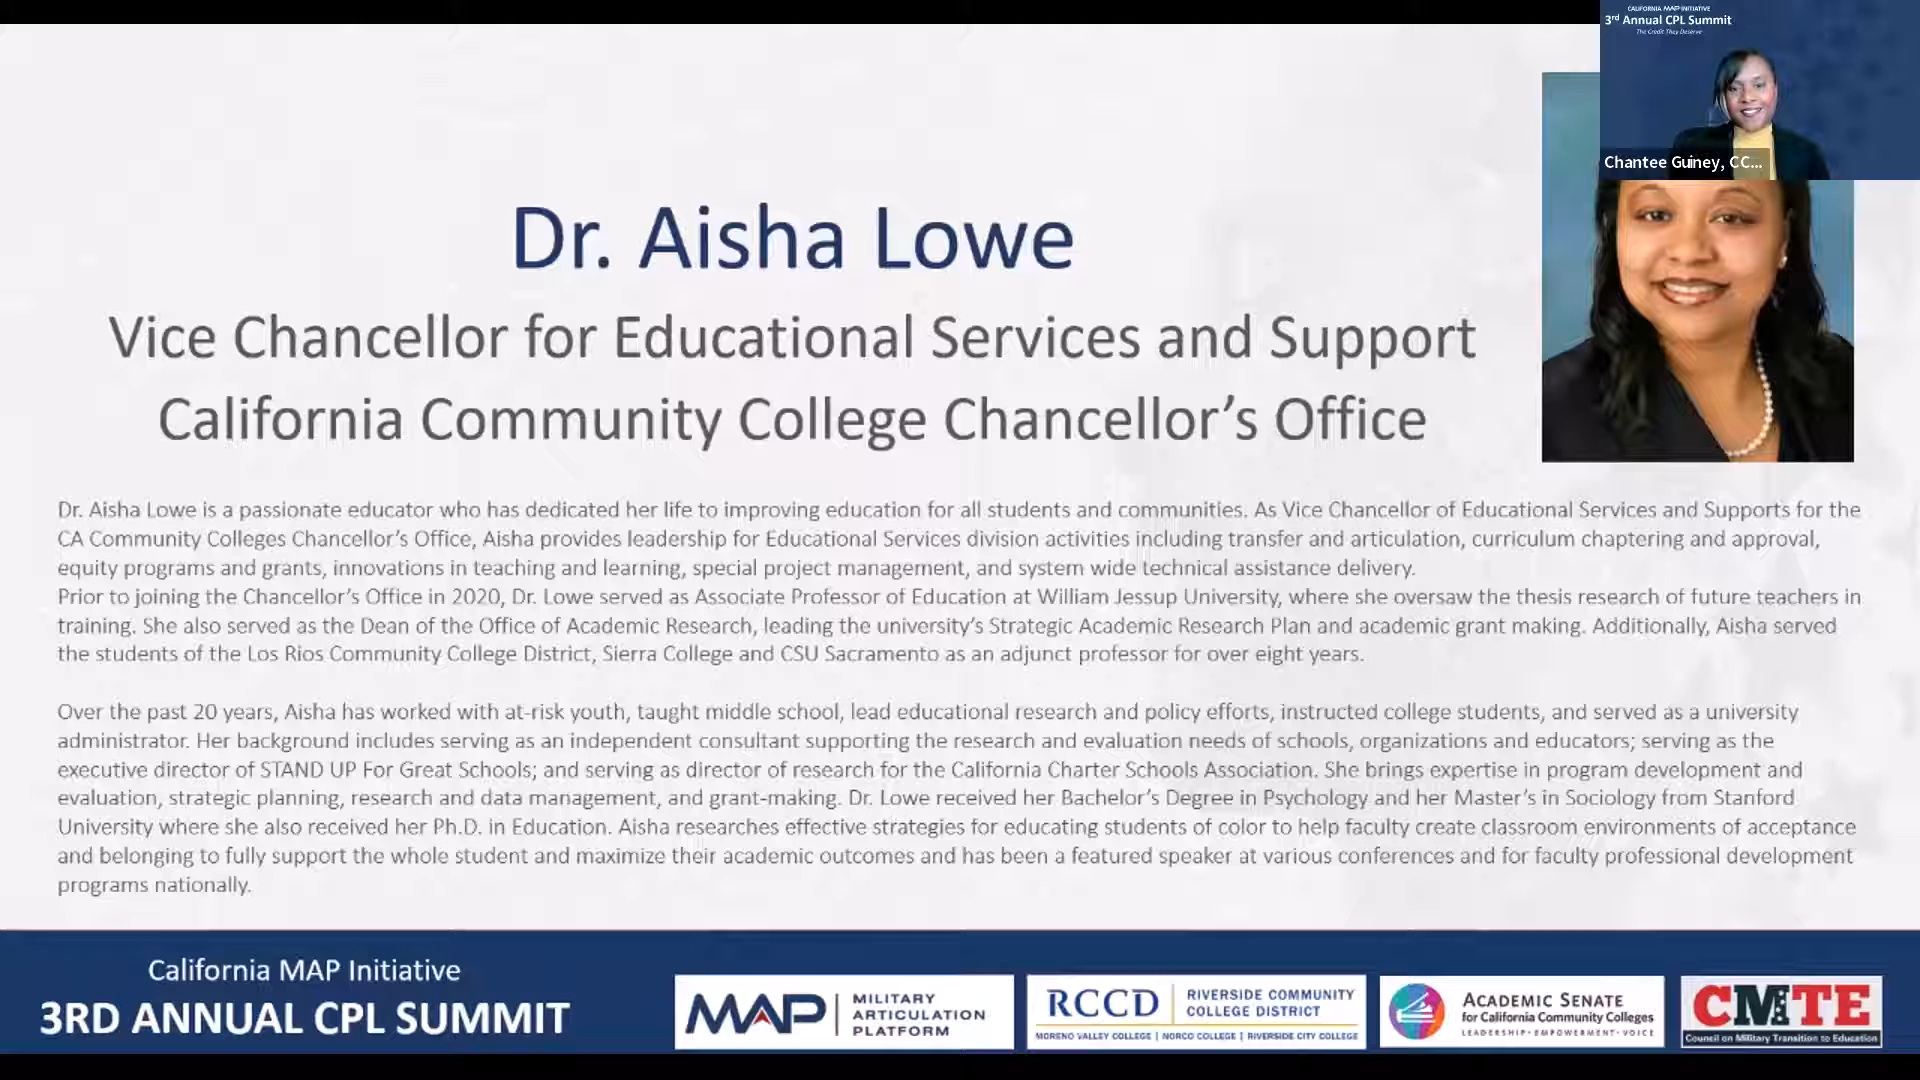 CALIFORNIA MAP INITIATIVE
3rd Annual CPL Summit
The Credit They Deserve
Chantee Guiney, CC...
Dr. Aisha Lowe
Vice Chancellor for Educational Services and Support
California Community College Chancellor’s Office
Dr. Aisha Lowe is a passionate educator who has dedicated her life to improving education for all students and communities. As Vice Chancellor of Educational Services and Supports for the
CA Community Colleges Chancellor’s Office, Aisha provides leadership for Educational Services division activities including transfer and articulation, curriculum chaptering and approval,
equity programs and grants, innovations in teaching and learning, special project management, and system wide technical assistance delivery.
Prior to joining the Chancellor’s Office in 2020, Dr. Lowe served as Associate Professor of Education at William Jessup University, where she oversaw the thesis research of future teachers in
training. She also served as the Dean of the Office of Academic Research, leading the university’s Strategic Academic Research Plan and academic grant making. Additionally, Aisha served
the students of the Los Rios Community College District, Sierra College and CSU Sacramento as an adjunct professor for over eight years.
Over the past 20 years, Aisha has worked with at-risk youth, taught middle school, lead educational research and policy efforts, instructed college students, and served as a university
administrator. Her background includes serving as an independent consultant supporting the research and evaluation needs of schools, organizations and educators; serving as the
executive director of STAND UP For Great Schools; and serving as director of research for the California Charter Schools Association. She brings expertise in program development and
evaluation, strategic planning, research and data management, and grant-making. Dr. Lowe received her Bachelor’s Degree in Psychology and her Master’s in Sociology from Stanford
University where she also received her Ph.D. in Education. Aisha researches effective strategies for educating students of color to help faculty create classroom environments of acceptance
and belonging to fully support the whole student and maximize their academic outcomes and has been a featured speaker at various conferences and for faculty professional development
programs nationally.
California MAP Initiative
3RD ANNUAL CPL SUMMIT
MAP
MILITARY
ARTICULATION
PLATFORM
RCCD
RIVERSIDE COMMUNITY
COLLEGE DISTRICT
MORENO VALLEY COLLEGE | NORCO COLLEGE | RIVERSIDE CITY COLLEGE
ACADEMIC SENATE
for California Community Colleges
LEADERSHIP · EMPOWERMENT · VOICE
CMTE
Council on Military Transition to Education